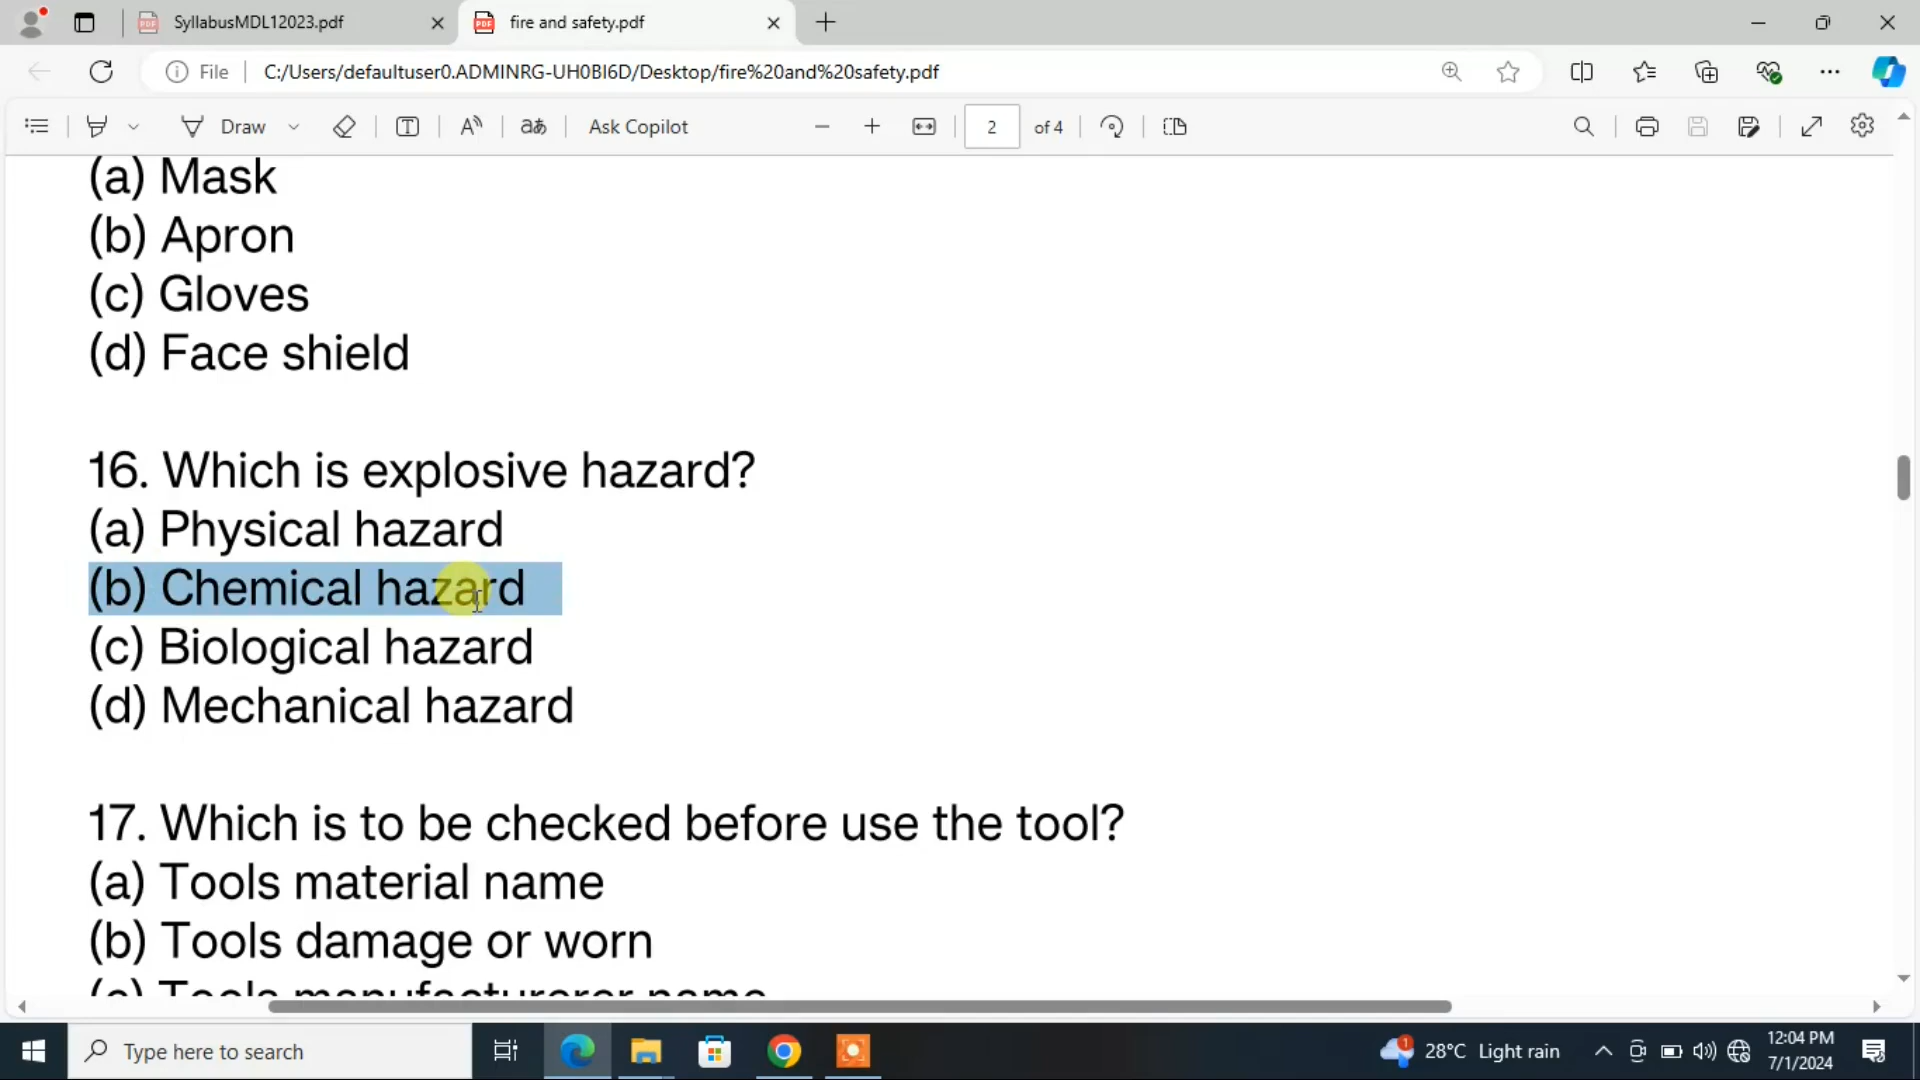 SyllabusMDL12023.pdf
fire and safety.pdf
File
C:/Users/defaultuser0.ADMINRG-UH0BI6D/Desktop/fire%20and%20safety.pdf
Draw
Ask Copilot
2
of 4
(a) Mask
(b) Apron
(c) Gloves
(d) Face shield
16. Which is explosive hazard?
(a) Physical hazard
(b) Chemical hazard
(c) Biological hazard
(d) Mechanical hazard
17. Which is to be checked before use the tool?
(a) Tools material name
(b) Tools damage or worn
Type here to search
1
28°C Light rain
12:04 PM
7/1/2024